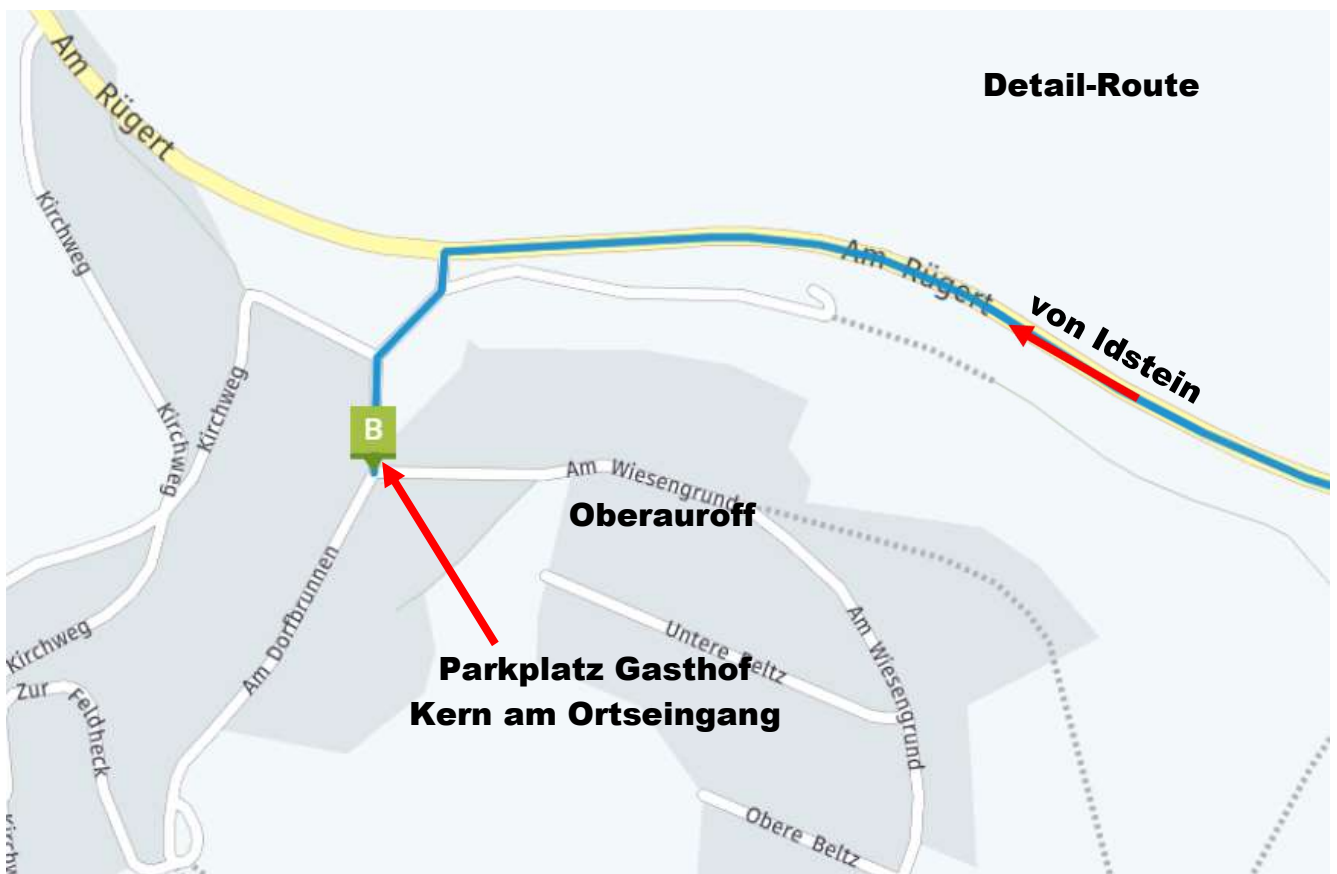 Detail-Route
Am Rügert
Kirchweg
Am Rügert
von Idstein
Kirchweg
Kirchweg
B
Am Wiesengrund
Oberauroff
Am Dorfbrunnen
Untere Beltz
Am Wiesengrund
Kirchweg
Parkplatz Gasthof
Kern am Ortseingang
Zur Feldheck
Obere Beltz